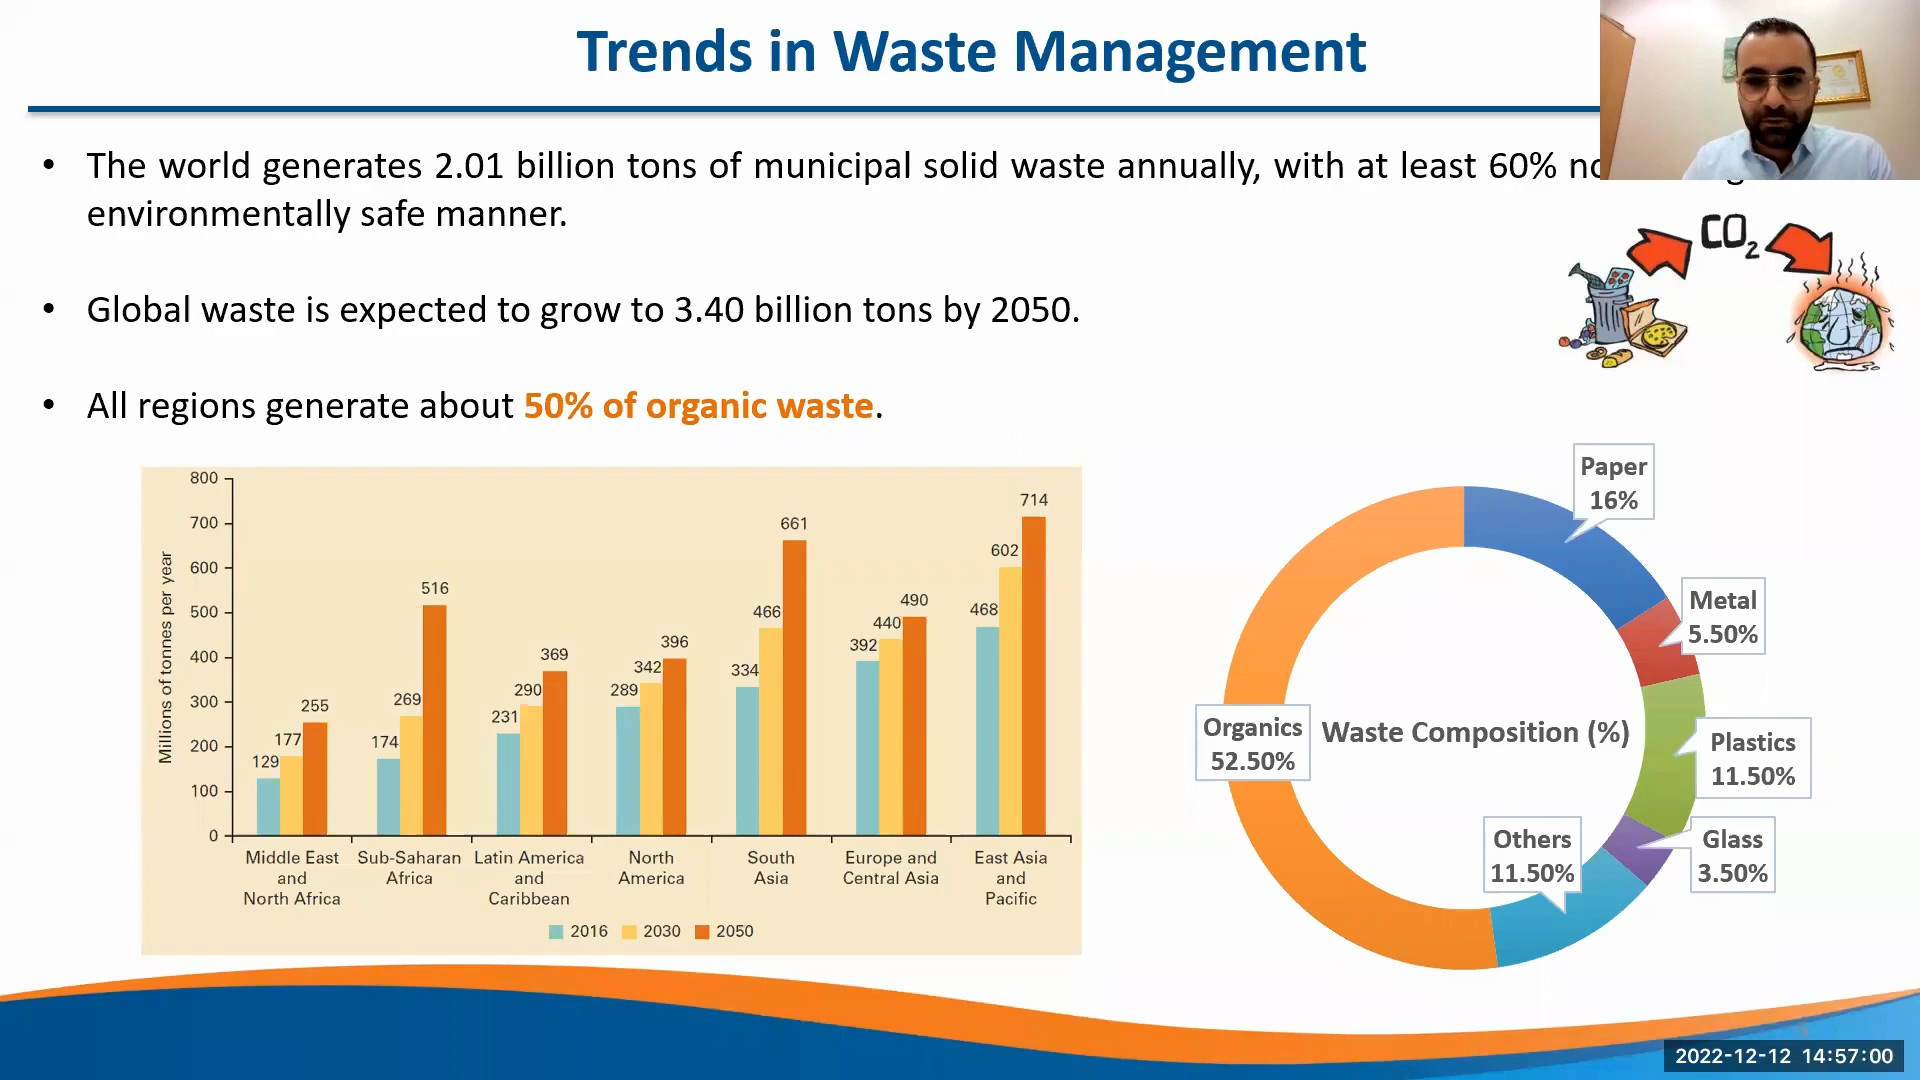 Trends in Waste Management
• The world generates 2.01 billion tons of municipal solid waste annually, with at least 60%
environmentally safe manner.
• Global waste is expected to grow to 3.40 billion tons by 2050.
• All regions generate about 50% of organic waste.
CO2
800
700
600
500
400
300
200
100
0
Millions of tonnes per year
129 177 255
174 269 516
231 290 369
289 342 396
334 466 661
392 440 490
468 602 714
Middle East
and
North Africa
Sub-Saharan
Africa
Latin America
and
Caribbean
North
America
South
Asia
Europe and
Central Asia
East Asia
and
Pacific
2016 2030 2050
Waste Composition (%)
Paper
16%
Metal
5.50%
Plastics
11.50%
Glass
3.50%
Others
11.50%
Organics
52.50%
2022-12-12 14:57:00